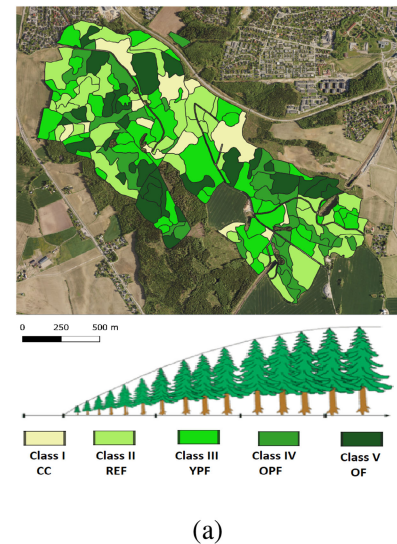 0 250 500 m
Class I Class II Class III Class IV Class V
CC REF YPF OPF OF
(a)